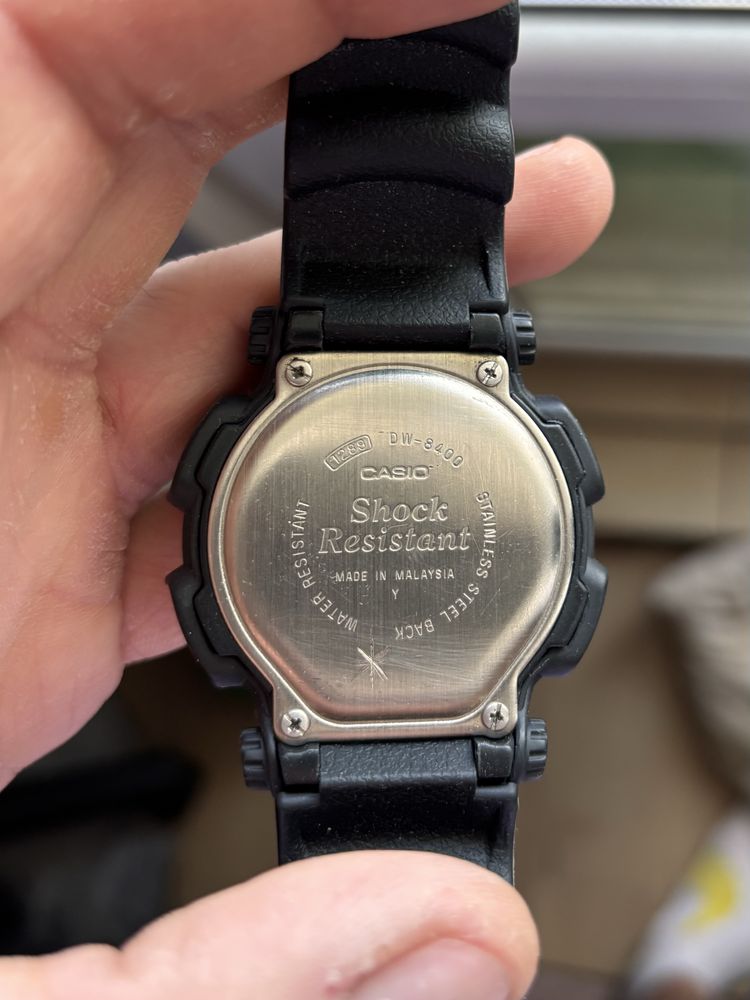 1289 DW-8400
CASIO
Shock
Resistant
MADE IN MALAYSIA
Y
WATER RESISTANT
STAINLESS STEEL BACK